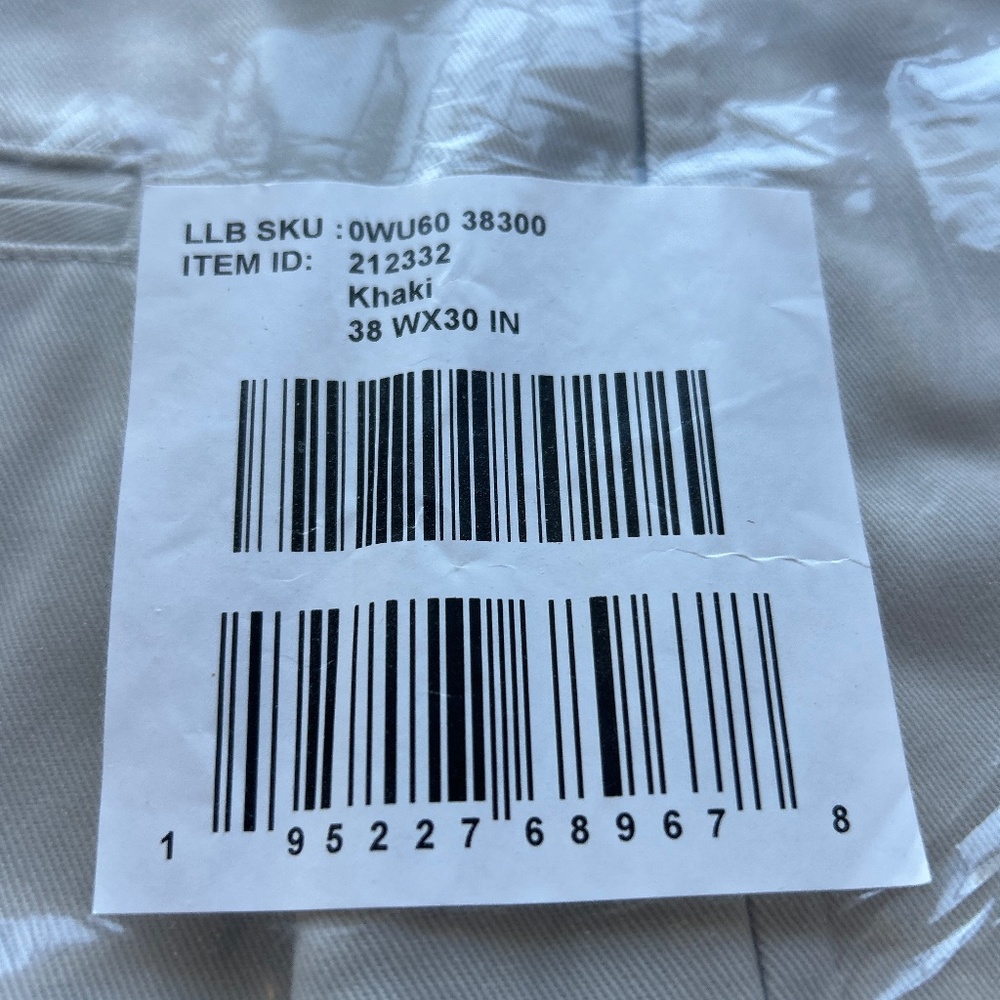 LLB SKU :0WU60 38300
ITEM ID: 212332
Khaki
38 WX30 IN
1 95227 68967 8